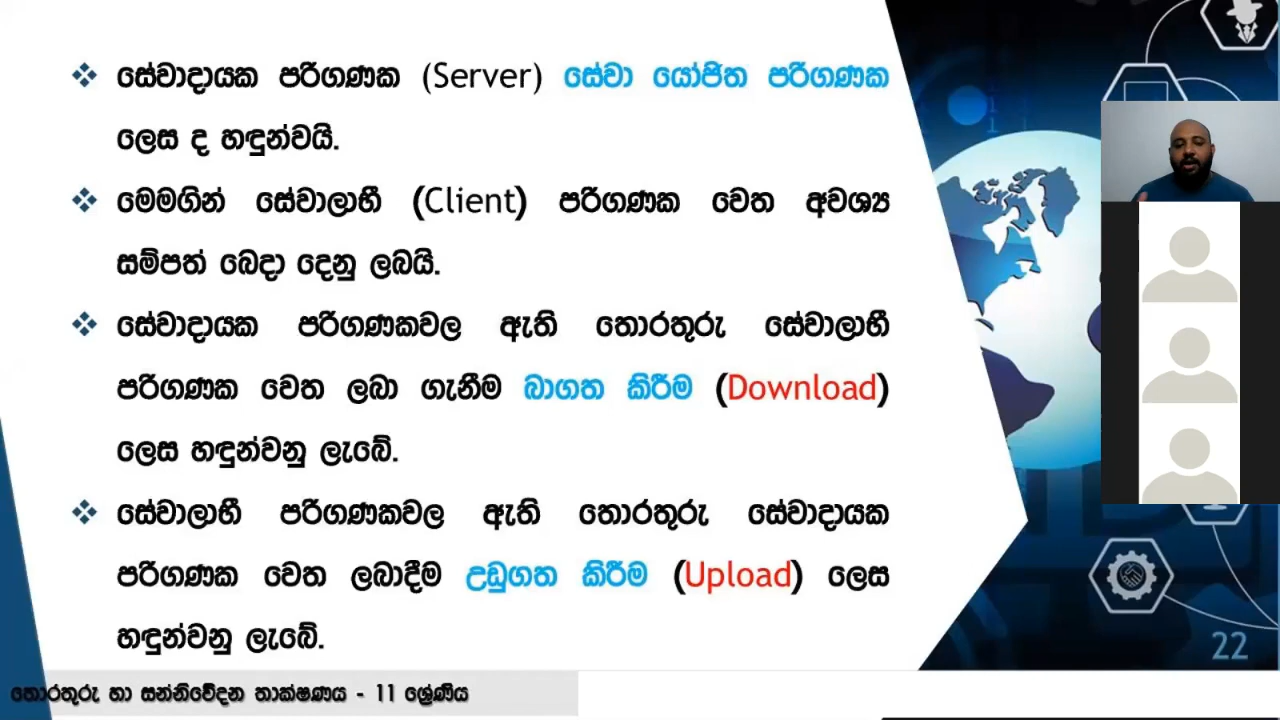 ❖ සේවාදායක පරිගණක (Server) සේවා යෝජිත පරිගණක
ලෙස ද හඳුන්වයි.
❖ මෙමගින් සේවාලාභී (Client) පරිගණක වෙත අවශ්‍ය
සම්පත් බෙදා දෙනු ලබයි.
❖ සේවාදායක පරිගණකවල ඇති තොරතුරු සේවාලාභී
පරිගණක වෙත ලබා ගැනීම බාගත කිරීම (Download)
ලෙස හඳුන්වනු ලැබේ.
❖ සේවාලාභී පරිගණකවල ඇති තොරතුරු සේවාදායක
පරිගණක වෙත ලබාදීම උඩුගත කිරීම (Upload) ලෙස
හඳුන්වනු ලැබේ.
22
තොරතුරු හා සන්නිවේදන තාක්ෂණය - 11 ශ්‍රේණිය